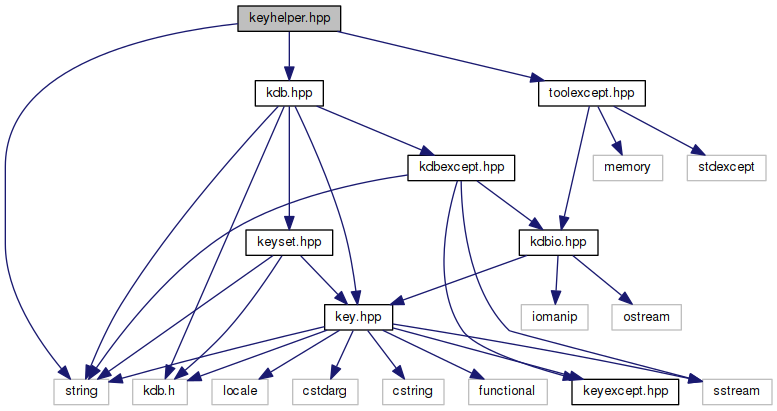 keyhelper.hpp
kdb.hpp
toolexcept.hpp
kdbexcept.hpp
memory
stdexcept
keyset.hpp
kdbio.hpp
key.hpp
iomanip
ostream
string
kdb.h
locale
cstdarg
cstring
functional
keyexcept.hpp
sstream